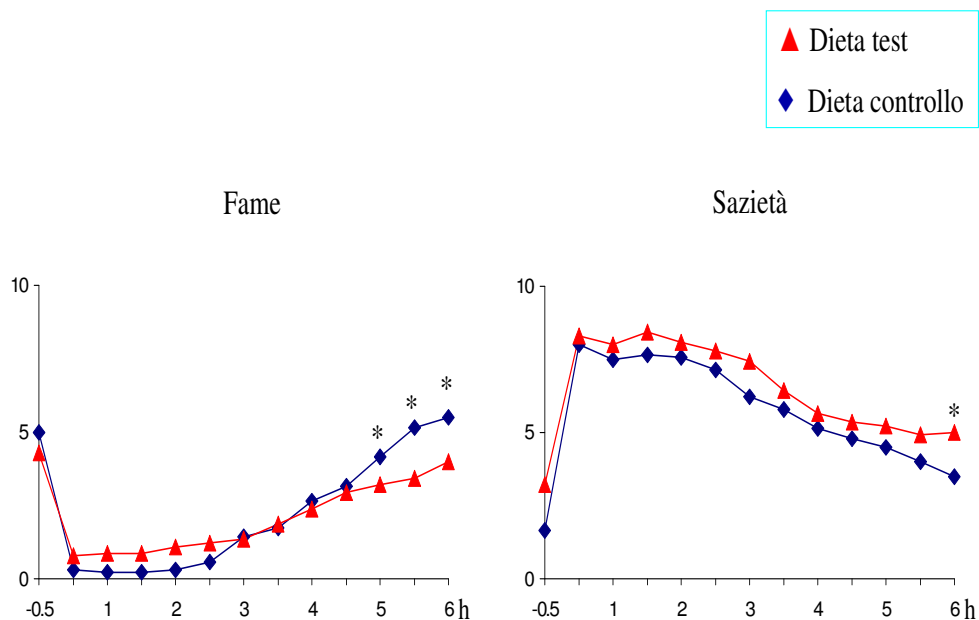 Dieta test
Dieta controllo
Fame
Sazietà
10
5
0
-0.5 1 2 3 4 5 6 h
* * *
10
5
0
-0.5 1 2 3 4 5 6 h
*